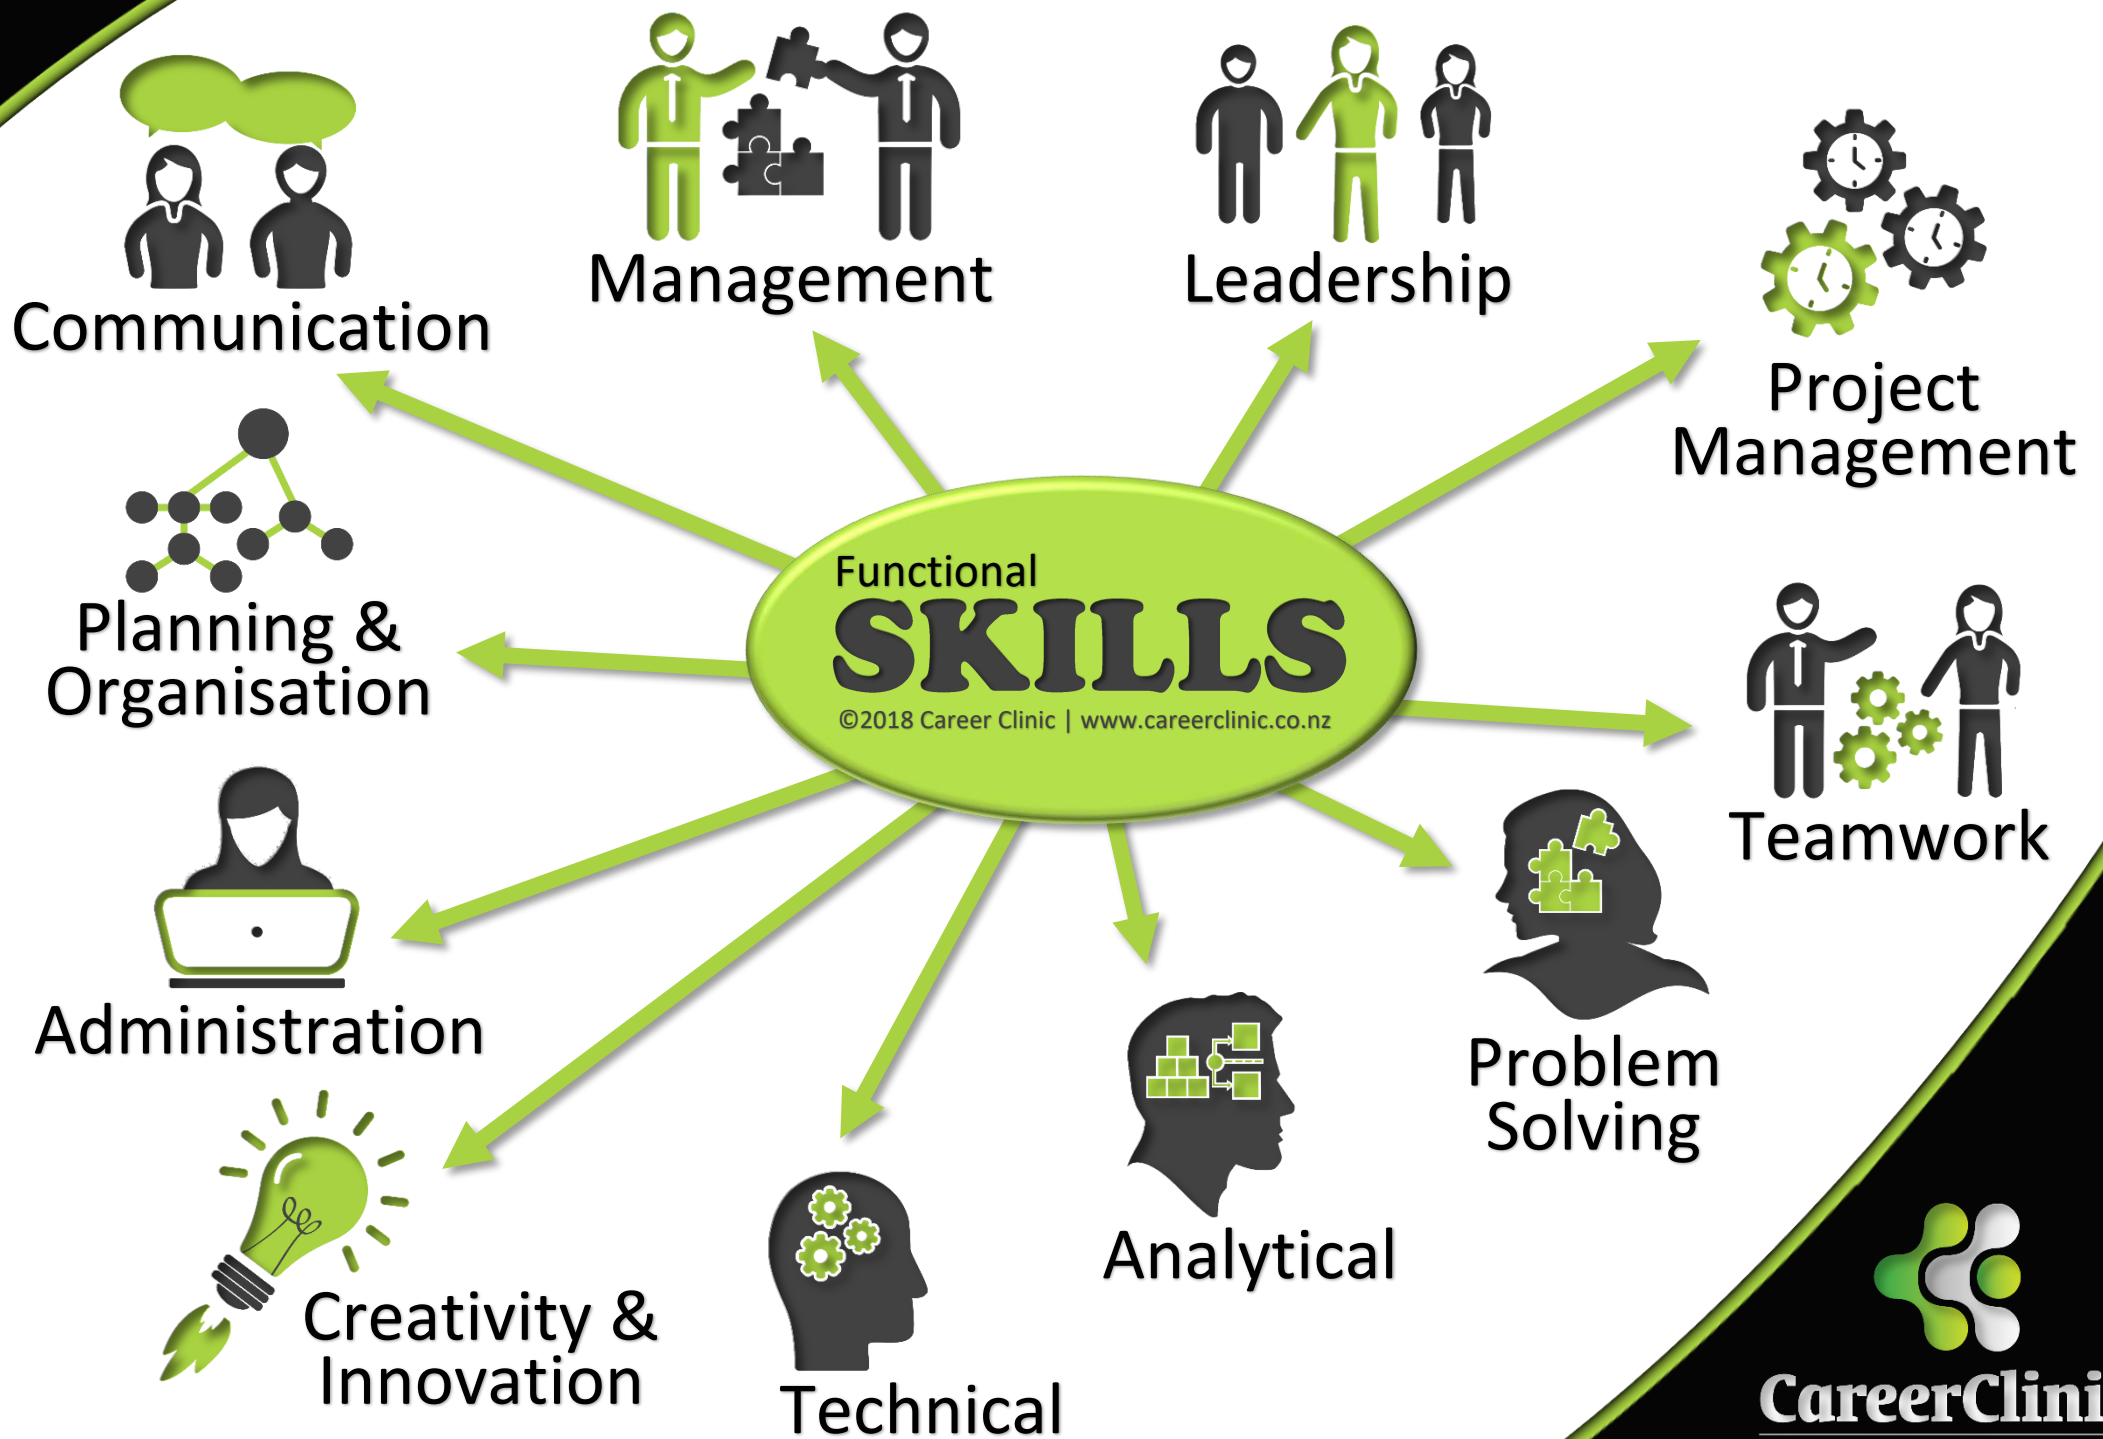 Communication
Management
Leadership
Project
Management
Planning &
Organisation
Functional
SKILLS
©2018 Career Clinic | www.careerclinic.co.nz
Teamwork
Administration
Problem
Solving
Analytical
Creativity &
Innovation
Technical
CareerClini